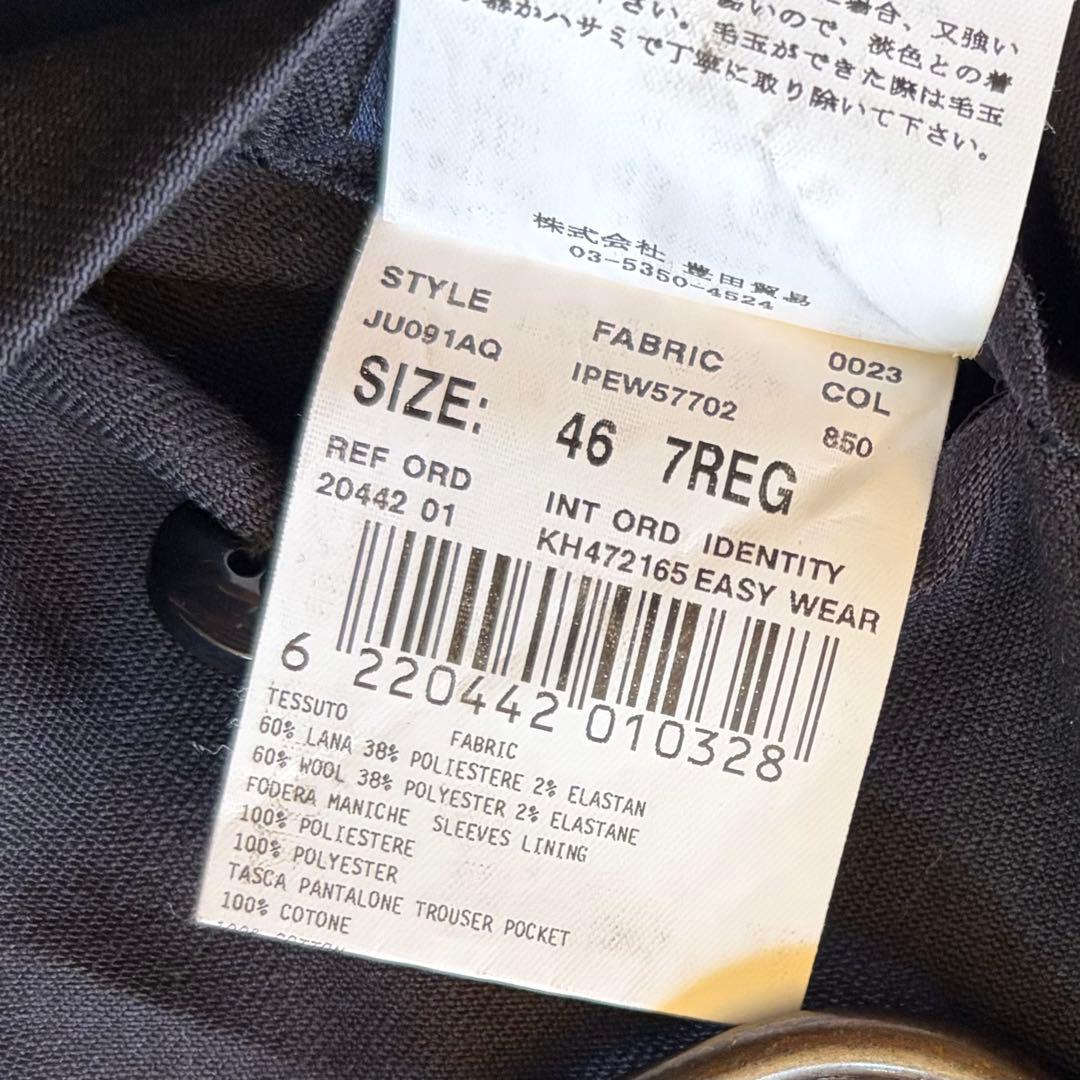 場合、又強い
いので、淡色との着
さい。毛玉ができた際は毛玉
かハサミで丁寧に取り除いて下さい。
株式会社 豊田貿易
03-5350-4524
STYLE FABRIC 0023
JU091AQ IPEW57702 COL
SIZE: 46 7REG 850
REF ORD INT ORD IDENTITY
20442 01 KH472165 EASY WEAR
6 220442 010328
TESSUTO FABRIC
60% LANA 38% POLIESTERE 2% ELASTAN
60% WOOL 38% POLYESTER 2% ELASTANE
FODERA MANICHE SLEEVES LINING
100% POLIESTERE
100% POLYESTER
TASCA PANTALONE TROUSER POCKET
100% COTONE
100% COTTON